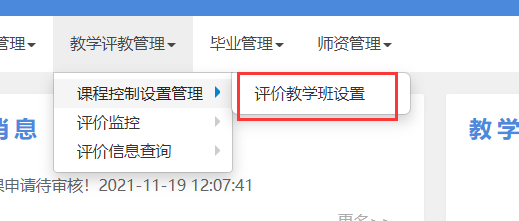 管理 教学评教管理 毕业管理 师资管理
课程控制设置管理 评价教学班设置
消息 教学
评价监控
评价信息查询
申请待审核！2021-11-19 12:07:41